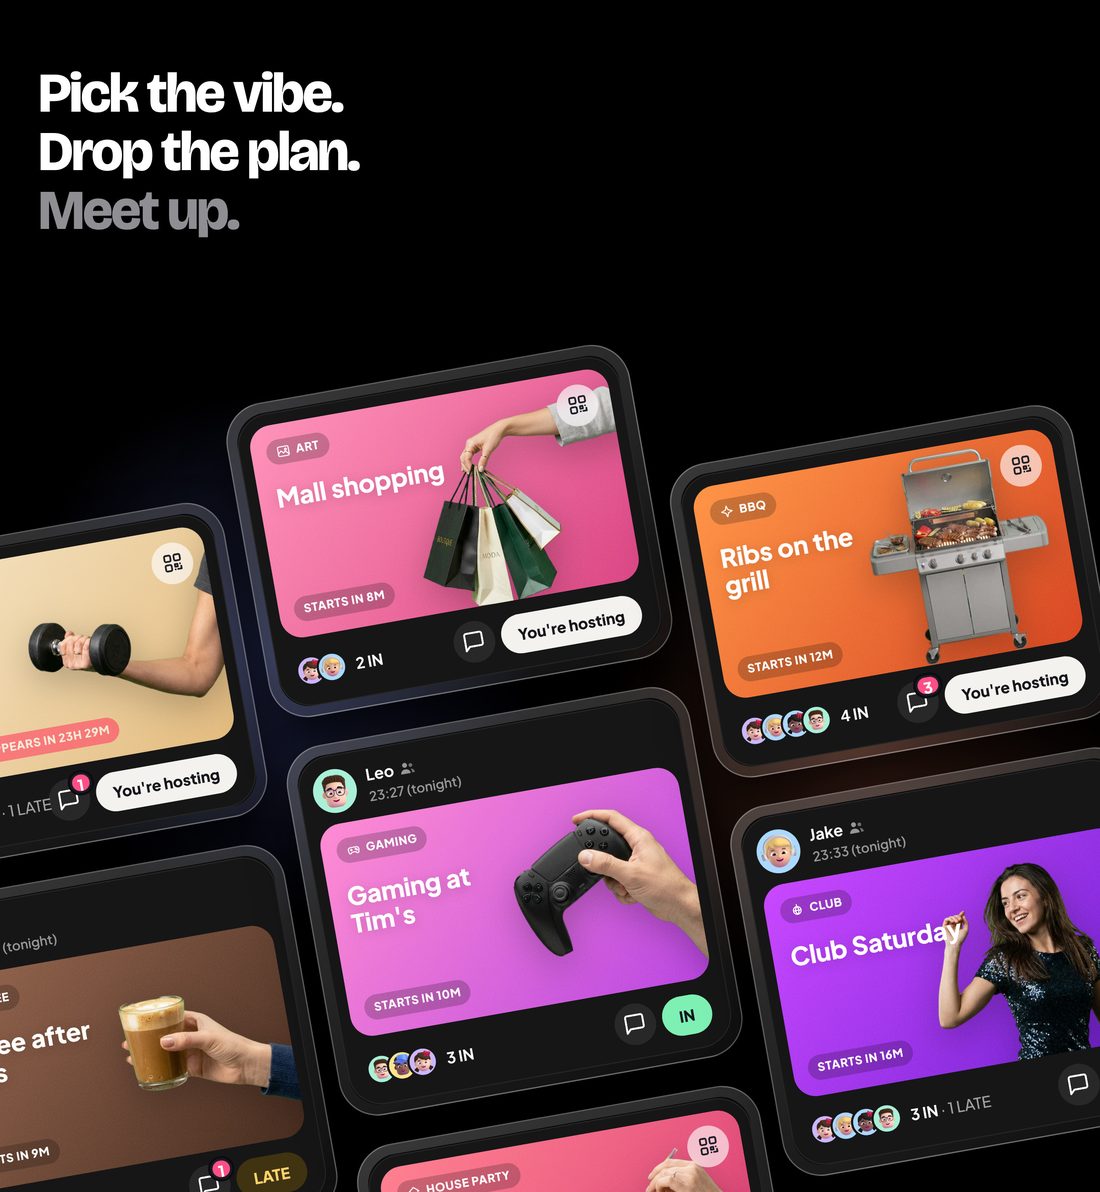 Pick the vibe.
Drop the plan.
Meet up.
ART
Mall shopping
STARTS IN 8M
2 IN
You're hosting
BBQ
Ribs on the
grill
STARTS IN 12M
4 IN
3
You're hosting
PEARS IN 23H 29M
· 1 LATE
1
You're hosting
Leo
23:27 (tonight)
GAMING
Gaming at
Tim's
STARTS IN 10M
3 IN
IN
Jake
23:33 (tonight)
CLUB
Club Saturday
STARTS IN 16M
3 IN · 1 LATE
(tonight)
EE
ee after
s
TS IN 9M
1
LATE
HOUSE PARTY